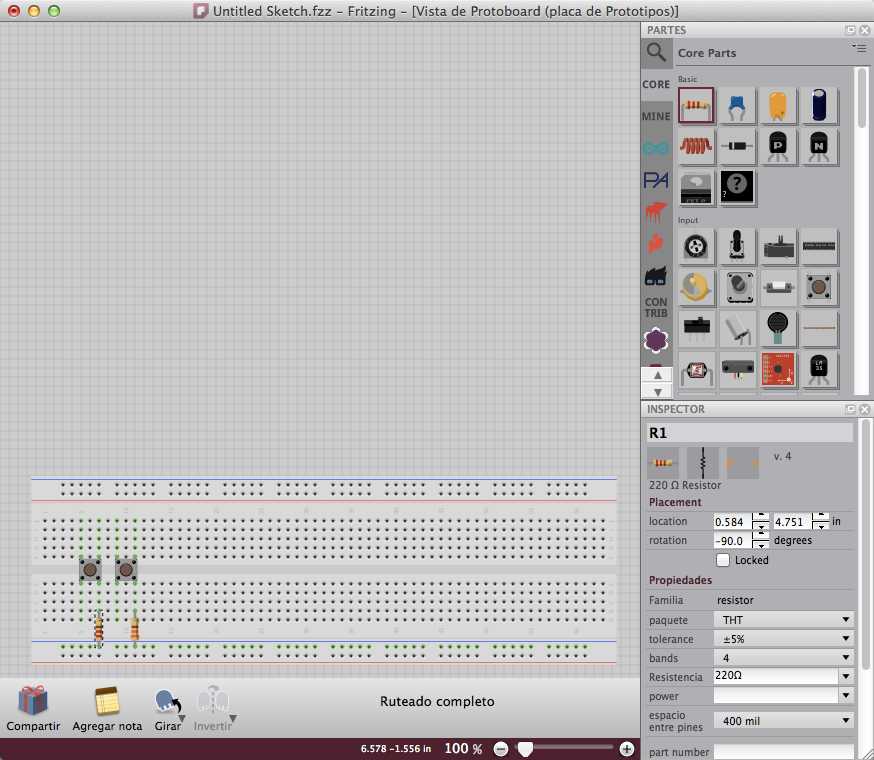 Untitled Sketch.fzz – Fritzing – [Vista de Protoboard (placa de Prototipos)]
PARTES
Core Parts
CORE
MINE
PA
CON
TRIB
Basic
P
N
FET P
?
?
Input
LM
35
INSPECTOR
R1
v. 4
220 Ω Resistor
Placement
location 0.584 4.751 in
rotation -90.0 degrees
Locked
Propiedades
Familia resistor
paquete THT
tolerance ±5%
bands 4
Resistencia 220Ω
power
espacio
entre pines 400 mil
part number
Compartir
Agregar nota
Girar
Invertir
Ruteado completo
6.578 -1.556 in 100 %